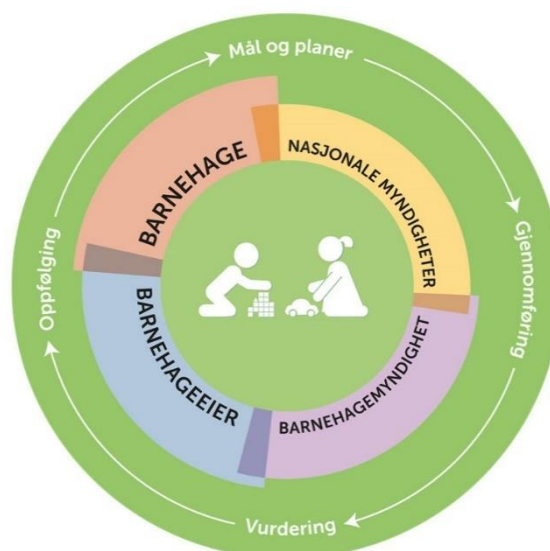 Mål og planer
Gjennomføring
Vurdering
Oppfølging
BARNEHAGE
NASJONALE MYNDIGHETER
BARNEHAGEMYNDIGHET
BARNEHAGEEIER